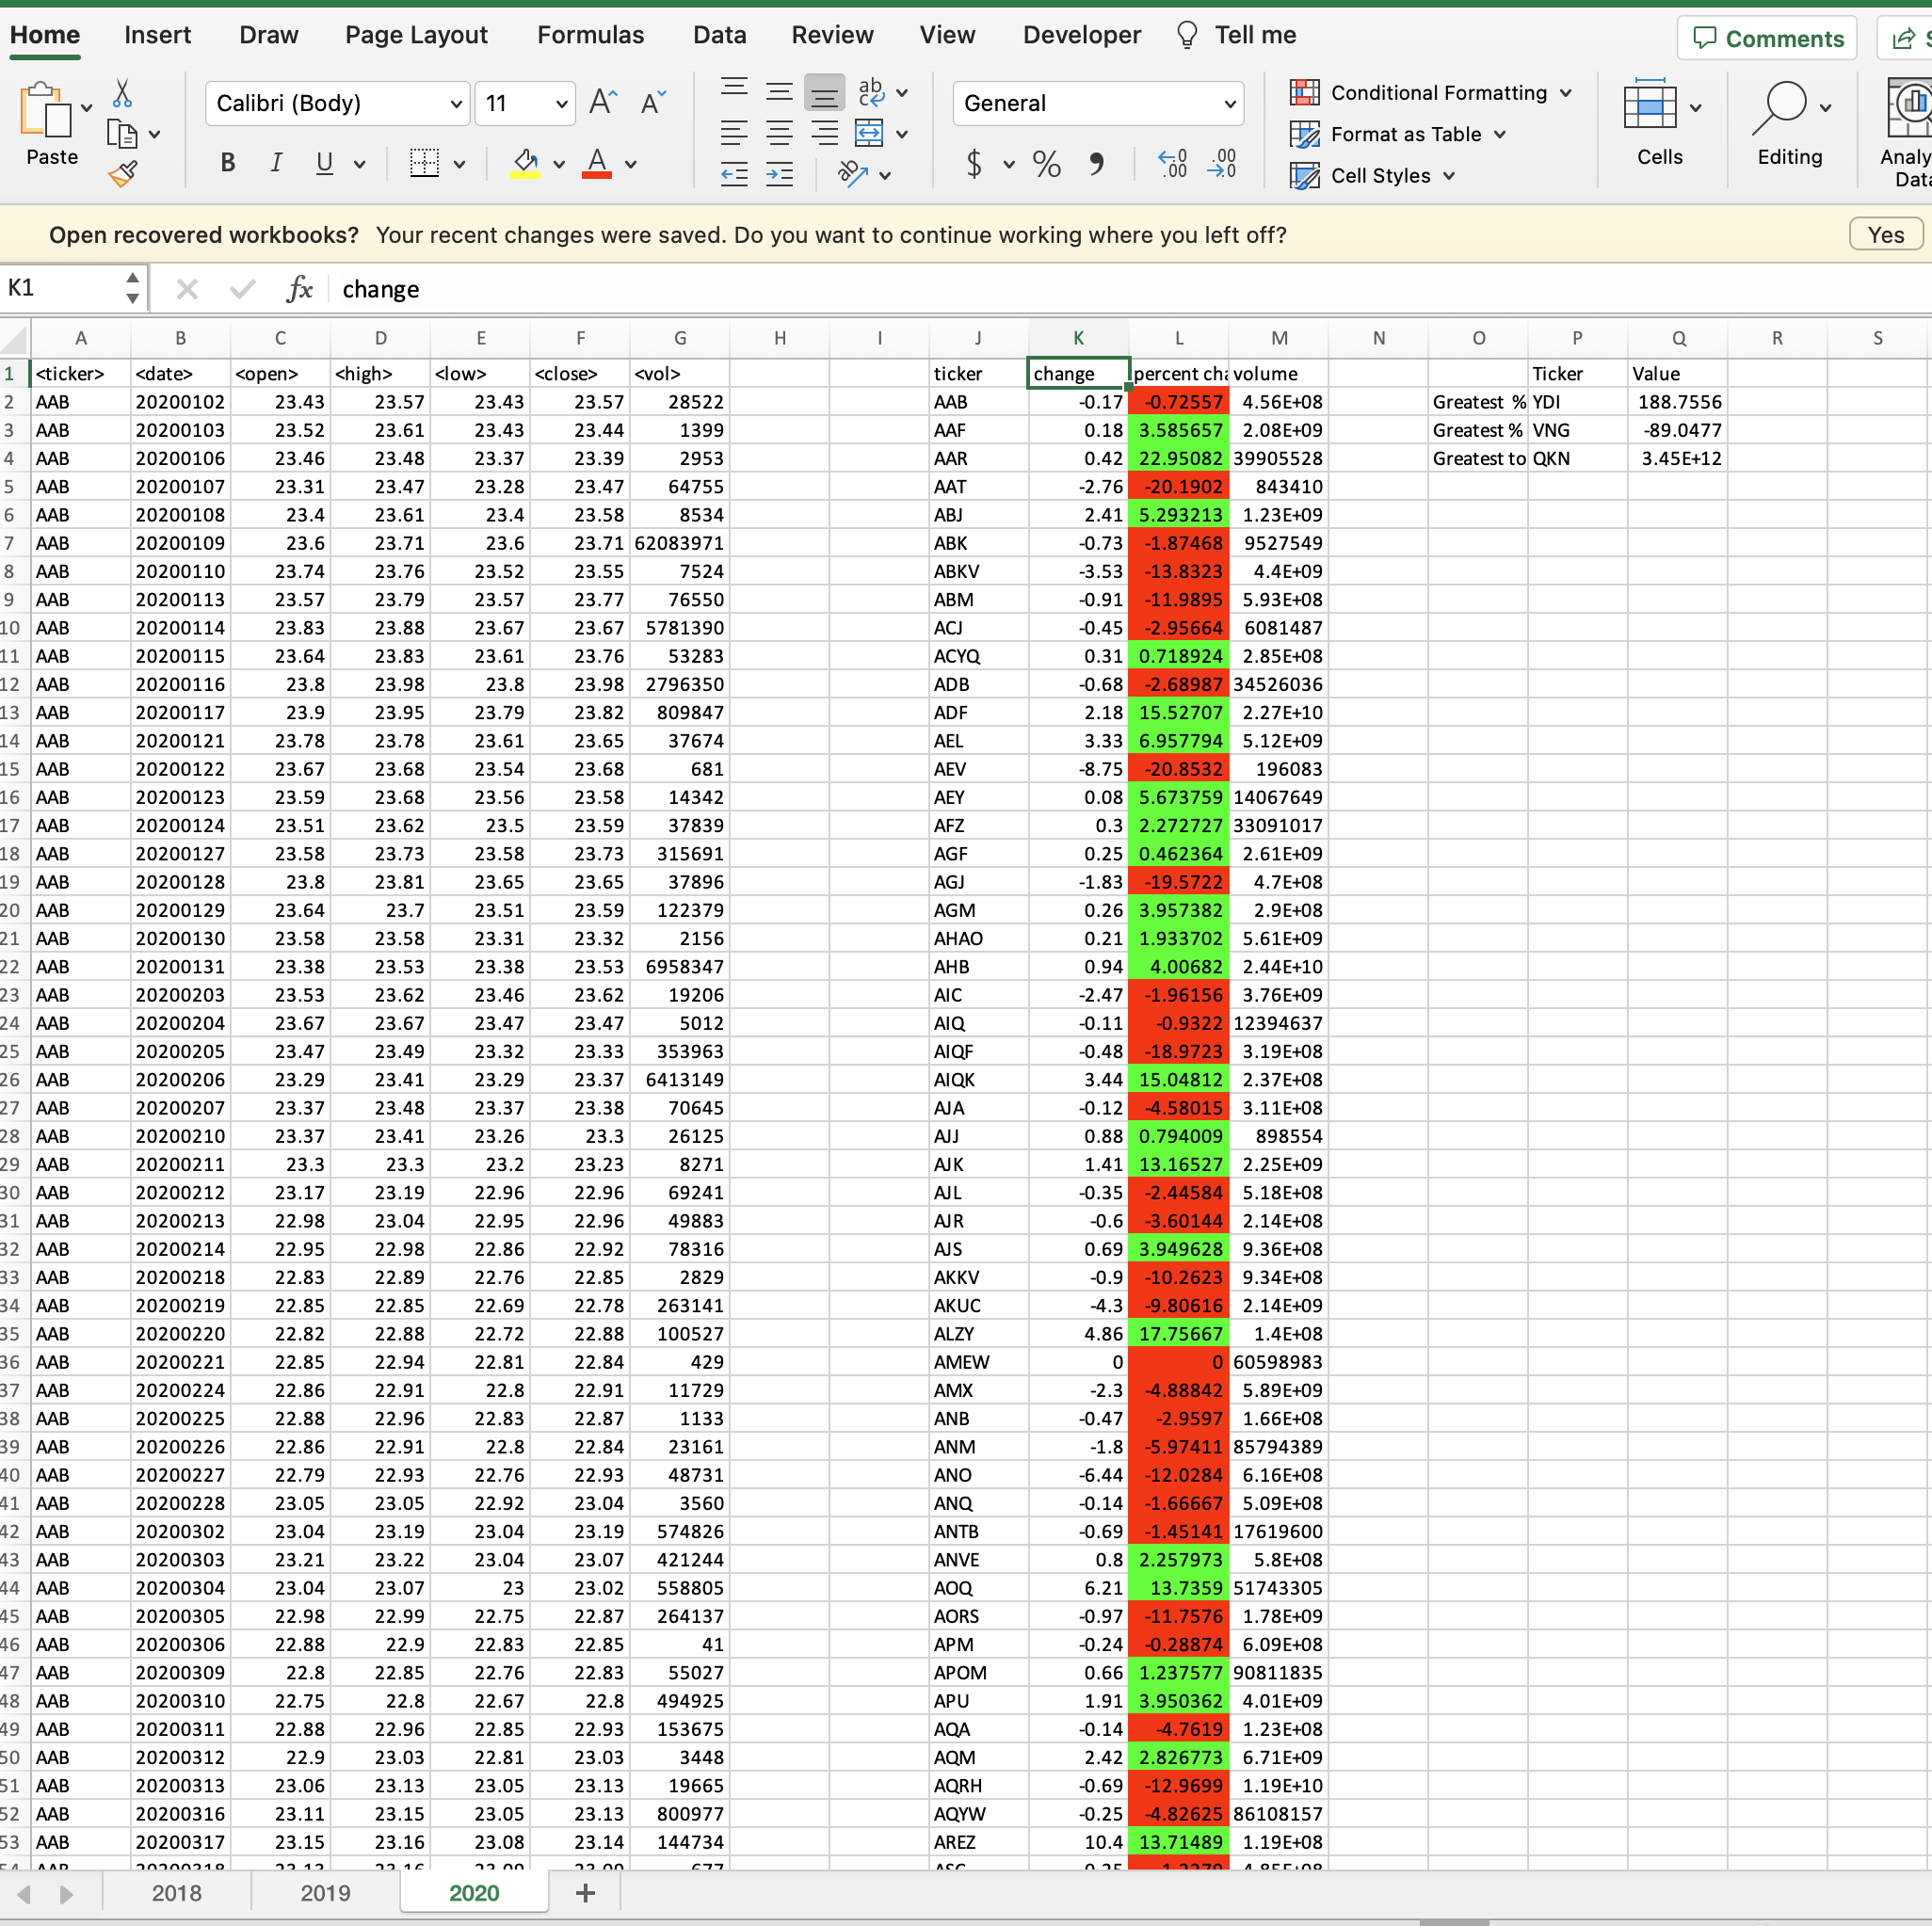 Home Insert Draw Page Layout Formulas Data Review View Developer Tell me Comments
Paste Calibri (Body) 11 General Conditional Formatting
Format as Table
B I U $ % Cell Styles Cells Editing
Open recovered workbooks? Your recent changes were saved. Do you want to continue working where you left off? Yes
K1 fx change
A B C D E F G H I J K L M N O P Q R S
1 <ticker> <date> <open> <high> <low> <close> <vol> ticker change percent cha volume Ticker Value
2 AAB 20200102 23.43 23.57 23.43 23.57 28522 AAB -0.17 -0.72557 4.56E+08 Greatest % YDI 188.7556
3 AAB 20200103 23.52 23.61 23.43 23.44 1399 AAF 0.18 3.585657 2.08E+09 Greatest % VNG -89.0477
4 AAB 20200106 23.46 23.48 23.37 23.39 2953 AAR 0.42 22.95082 39905528 Greatest to QKN 3.45E+12
5 AAB 20200107 23.31 23.47 23.28 23.47 64755 AAT -2.76 -20.1902 843410
6 AAB 20200108 23.4 23.61 23.4 23.58 8534 ABJ 2.41 5.293213 1.23E+09
7 AAB 20200109 23.6 23.71 23.6 23.71 62083971 ABK -0.73 -1.87468 9527549
8 AAB 20200110 23.74 23.76 23.52 23.55 7524 ABKV -3.53 -13.8323 4.4E+09
9 AAB 20200113 23.57 23.79 23.57 23.77 76550 ABM -0.91 -11.9895 5.93E+08
10 AAB 20200114 23.83 23.88 23.67 23.67 5781390 ACJ -0.45 -2.95664 6081487
11 AAB 20200115 23.64 23.83 23.61 23.76 53283 ACYQ 0.31 0.718924 2.85E+08
12 AAB 20200116 23.8 23.98 23.8 23.98 2796350 ADB -0.68 -2.68987 34526036
13 AAB 20200117 23.9 23.95 23.79 23.82 809847 ADF 2.18 15.52707 2.27E+10
14 AAB 20200121 23.78 23.78 23.61 23.65 37674 AEL 3.33 6.957794 5.12E+09
15 AAB 20200122 23.67 23.68 23.54 23.68 681 AEV -8.75 -20.8532 196083
16 AAB 20200123 23.59 23.68 23.56 23.58 14342 AEY 0.08 5.673759 14067649
17 AAB 20200124 23.51 23.62 23.5 23.59 37839 AFZ 0.3 2.272727 33091017
18 AAB 20200127 23.58 23.73 23.58 23.73 315691 AGF 0.25 0.462364 2.61E+09
19 AAB 20200128 23.8 23.81 23.65 23.65 37896 AGJ -1.83 -19.5722 4.7E+08
20 AAB 20200129 23.64 23.7 23.51 23.59 122379 AGM 0.26 3.957382 2.9E+08
21 AAB 20200130 23.58 23.58 23.31 23.32 2156 AHAO 0.21 1.933702 5.61E+09
22 AAB 20200131 23.38 23.53 23.38 23.53 6958347 AHB 0.94 4.00682 2.44E+10
23 AAB 20200203 23.53 23.62 23.46 23.62 19206 AIC -2.47 -1.96156 3.76E+09
24 AAB 20200204 23.67 23.67 23.47 23.47 5012 AIQ -0.11 -0.9322 12394637
25 AAB 20200205 23.47 23.49 23.32 23.33 353963 AIQF -0.48 -18.9723 3.19E+08
26 AAB 20200206 23.29 23.41 23.29 23.37 6413149 AIQK 3.44 15.04812 2.37E+08
27 AAB 20200207 23.37 23.48 23.37 23.38 70645 AJA -0.12 -4.58015 3.11E+08
28 AAB 20200210 23.37 23.41 23.26 23.3 26125 AJJ 0.88 0.794009 898554
29 AAB 20200211 23.3 23.3 23.2 23.23 8271 AJK 1.41 13.16527 2.25E+09
30 AAB 20200212 23.17 23.19 22.96 22.96 69241 AJL -0.35 -2.44584 5.18E+08
31 AAB 20200213 22.98 23.04 22.95 22.96 49883 AJR -0.6 -3.60144 2.14E+08
32 AAB 20200214 22.95 22.98 22.86 22.92 78316 AJS 0.69 3.949628 9.36E+08
33 AAB 20200218 22.83 22.89 22.76 22.85 2829 AKKV -0.9 -10.2623 9.34E+08
34 AAB 20200219 22.85 22.85 22.69 22.78 263141 AKUC -4.3 -9.80616 2.14E+09
35 AAB 20200220 22.82 22.88 22.72 22.88 100527 ALZY 4.86 17.75667 1.4E+08
36 AAB 20200221 22.85 22.94 22.81 22.84 429 AMEW 0 0 60598983
37 AAB 20200224 22.86 22.91 22.8 22.91 11729 AMX -2.3 -4.88842 5.89E+09
38 AAB 20200225 22.88 22.96 22.83 22.87 1133 ANB -0.47 -2.9597 1.66E+08
39 AAB 20200226 22.86 22.91 22.8 22.84 23161 ANM -1.8 -5.97411 85794389
40 AAB 20200227 22.79 22.93 22.76 22.93 48731 ANO -6.44 -12.0284 6.16E+08
41 AAB 20200228 23.05 23.05 22.92 23.04 3560 ANQ -0.14 -1.66667 5.09E+08
42 AAB 20200302 23.04 23.19 23.04 23.19 574826 ANTB -0.69 -1.45141 17619600
43 AAB 20200303 23.21 23.22 23.04 23.07 421244 ANVE 0.8 2.257973 5.8E+08
44 AAB 20200304 23.04 23.07 23 23.02 558805 AOQ 6.21 13.7359 51743305
45 AAB 20200305 22.98 22.99 22.75 22.87 264137 AORS -0.97 -11.7576 1.78E+09
46 AAB 20200306 22.88 22.9 22.83 22.85 41 APM -0.24 -0.28874 6.09E+08
47 AAB 20200309 22.8 22.85 22.76 22.83 55027 APOM 0.66 1.237577 90811835
48 AAB 20200310 22.75 22.8 22.67 22.8 494925 APU 1.91 3.950362 4.01E+09
49 AAB 20200311 22.88 22.96 22.85 22.93 153675 AQA -0.14 -4.7619 1.23E+08
50 AAB 20200312 22.9 23.03 22.81 23.03 3448 AQM 2.42 2.826773 6.71E+09
51 AAB 20200313 23.06 23.13 23.05 23.13 19665 AQRH -0.69 -12.9699 1.19E+10
52 AAB 20200316 23.11 23.15 23.05 23.13 800977 AQYW -0.25 -4.82625 86108157
53 AAB 20200317 23.15 23.16 23.08 23.14 144734 AREZ 10.4 13.71489 1.19E+08
2018 2019 2020 +